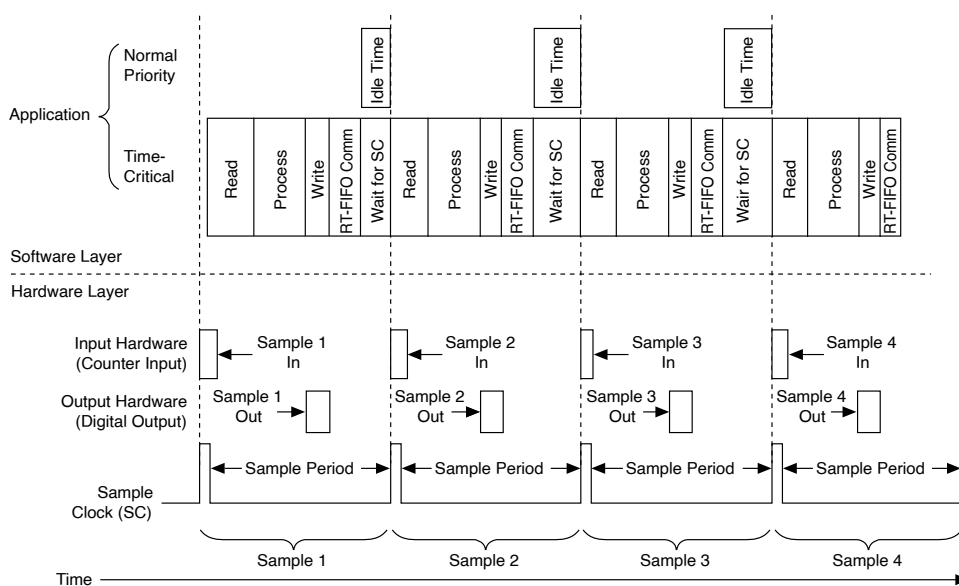 Application
Normal
Priority
Time-
Critical
Idle Time
Idle Time
Idle Time
Read
Process
Write
RT-FIFO Comm
Wait for SC
Read
Process
Write
RT-FIFO Comm
Wait for SC
Read
Process
Write
RT-FIFO Comm
Wair for SC
Read
Process
Write
RT-FIFO Comm
Software Layer
Hardware Layer
Input Hardware
(Counter Input)
Sample 1
In
Sample 2
In
Sample 3
In
Sample 4
In
Output Hardware
(Digital Output)
Sample 1
Out
Sample 2
Out
Sample 3
Out
Sample 4
Out
Sample Period
Sample Period
Sample Period
Sample Period
Sample
Clock (SC)
Sample 1
Sample 2
Sample 3
Sample 4
Time